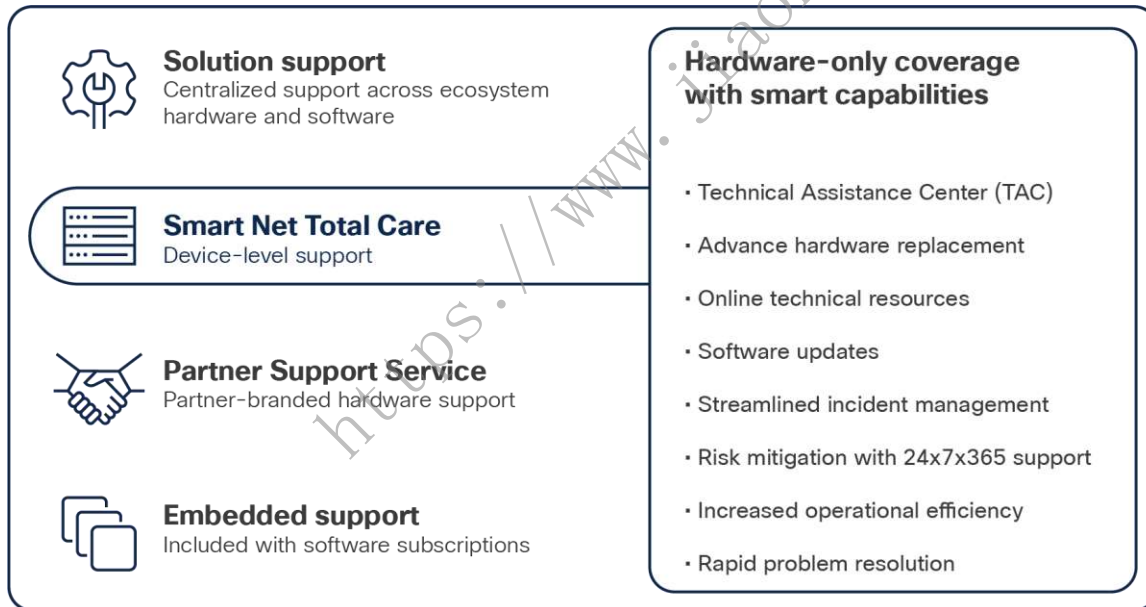 Solution support
Centralized support across ecosystem
hardware and software
Smart Net Total Care
Device-level support
Partner Support Service
Partner-branded hardware support
Embedded support
Included with software subscriptions
Hardware-only coverage
with smart capabilities
· Technical Assistance Center (TAC)
· Advance hardware replacement
· Online technical resources
· Software updates
· Streamlined incident management
· Risk mitigation with 24x7x365 support
· Increased operational efficiency
· Rapid problem resolution